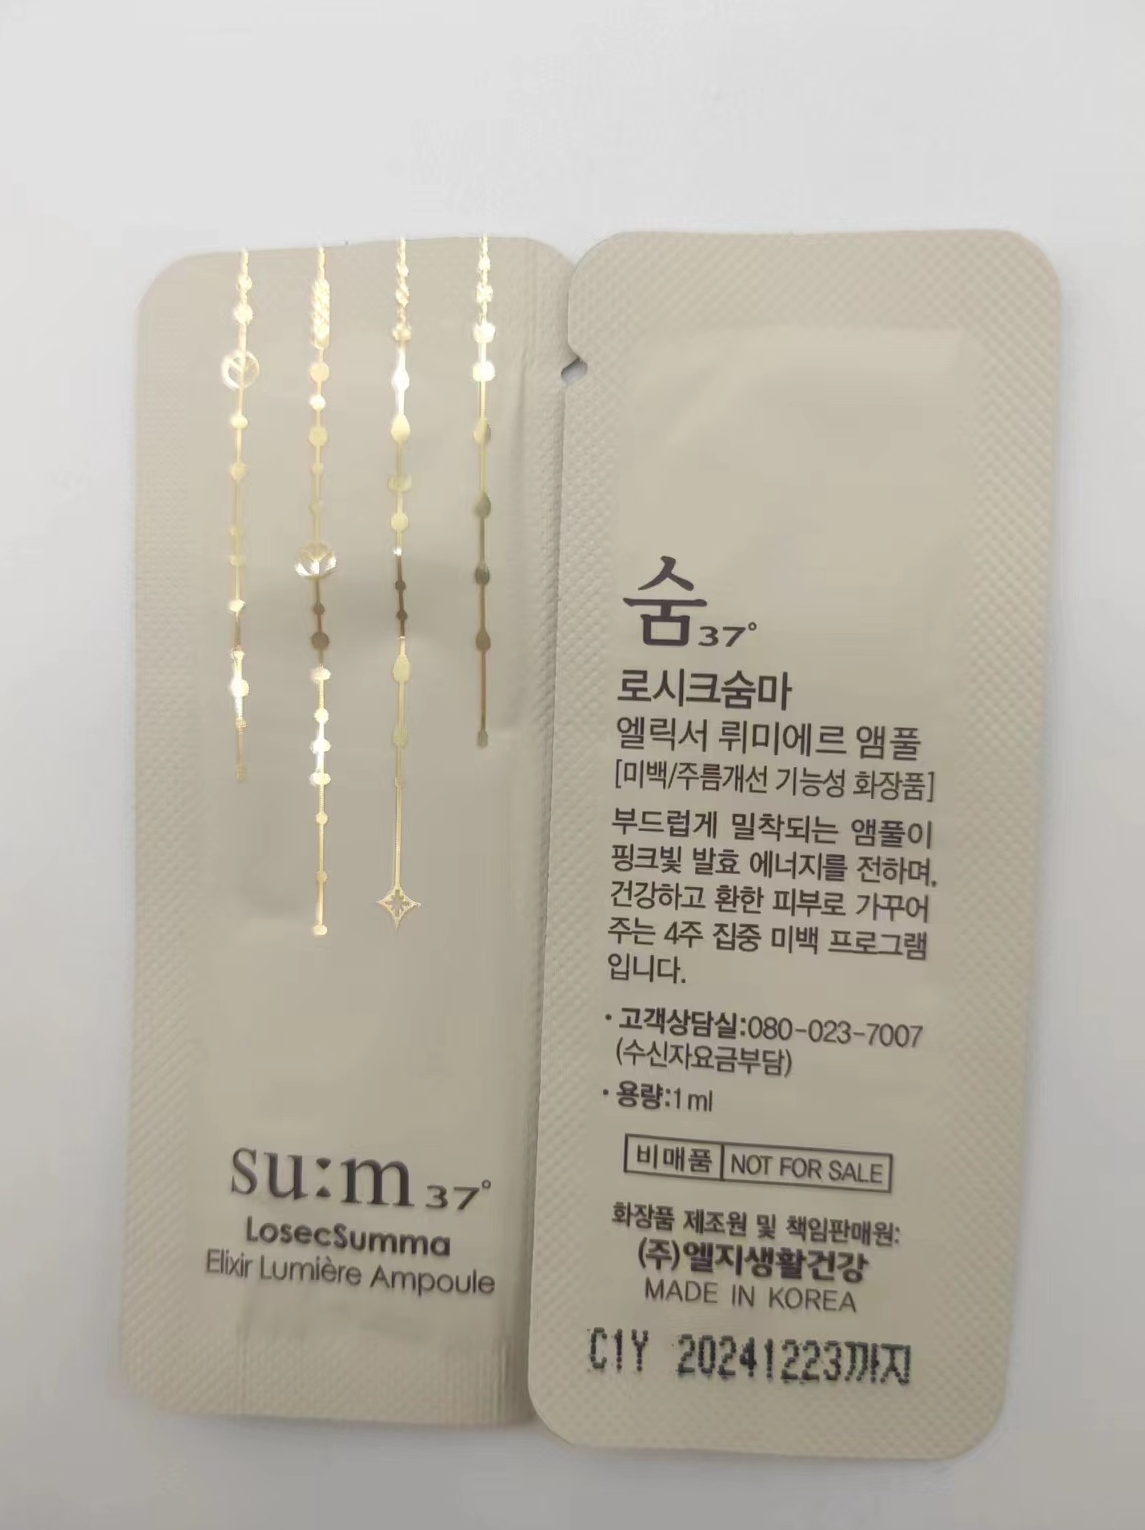 su:m 37°
LosecSumma
Elixir Lumière Ampoule
숨37°
로시크숨마
엘릭서 뤼미에르 앰풀
[미백/주름개선 기능성 화장품]
부드럽게 밀착되는 앰풀이
핑크빛 발효 에너지를 전하며,
건강하고 환한 피부로 가꾸어
주는 4주 집중 미백 프로그램
입니다.
·고객상담실:080-023-7007
(수신자요금부담)
·용량:1ml
비매품 NOT FOR SALE
화장품 제조원 및 책임판매원:
(주)엘지생활건강
MADE IN KOREA
C1Y 20241223까지